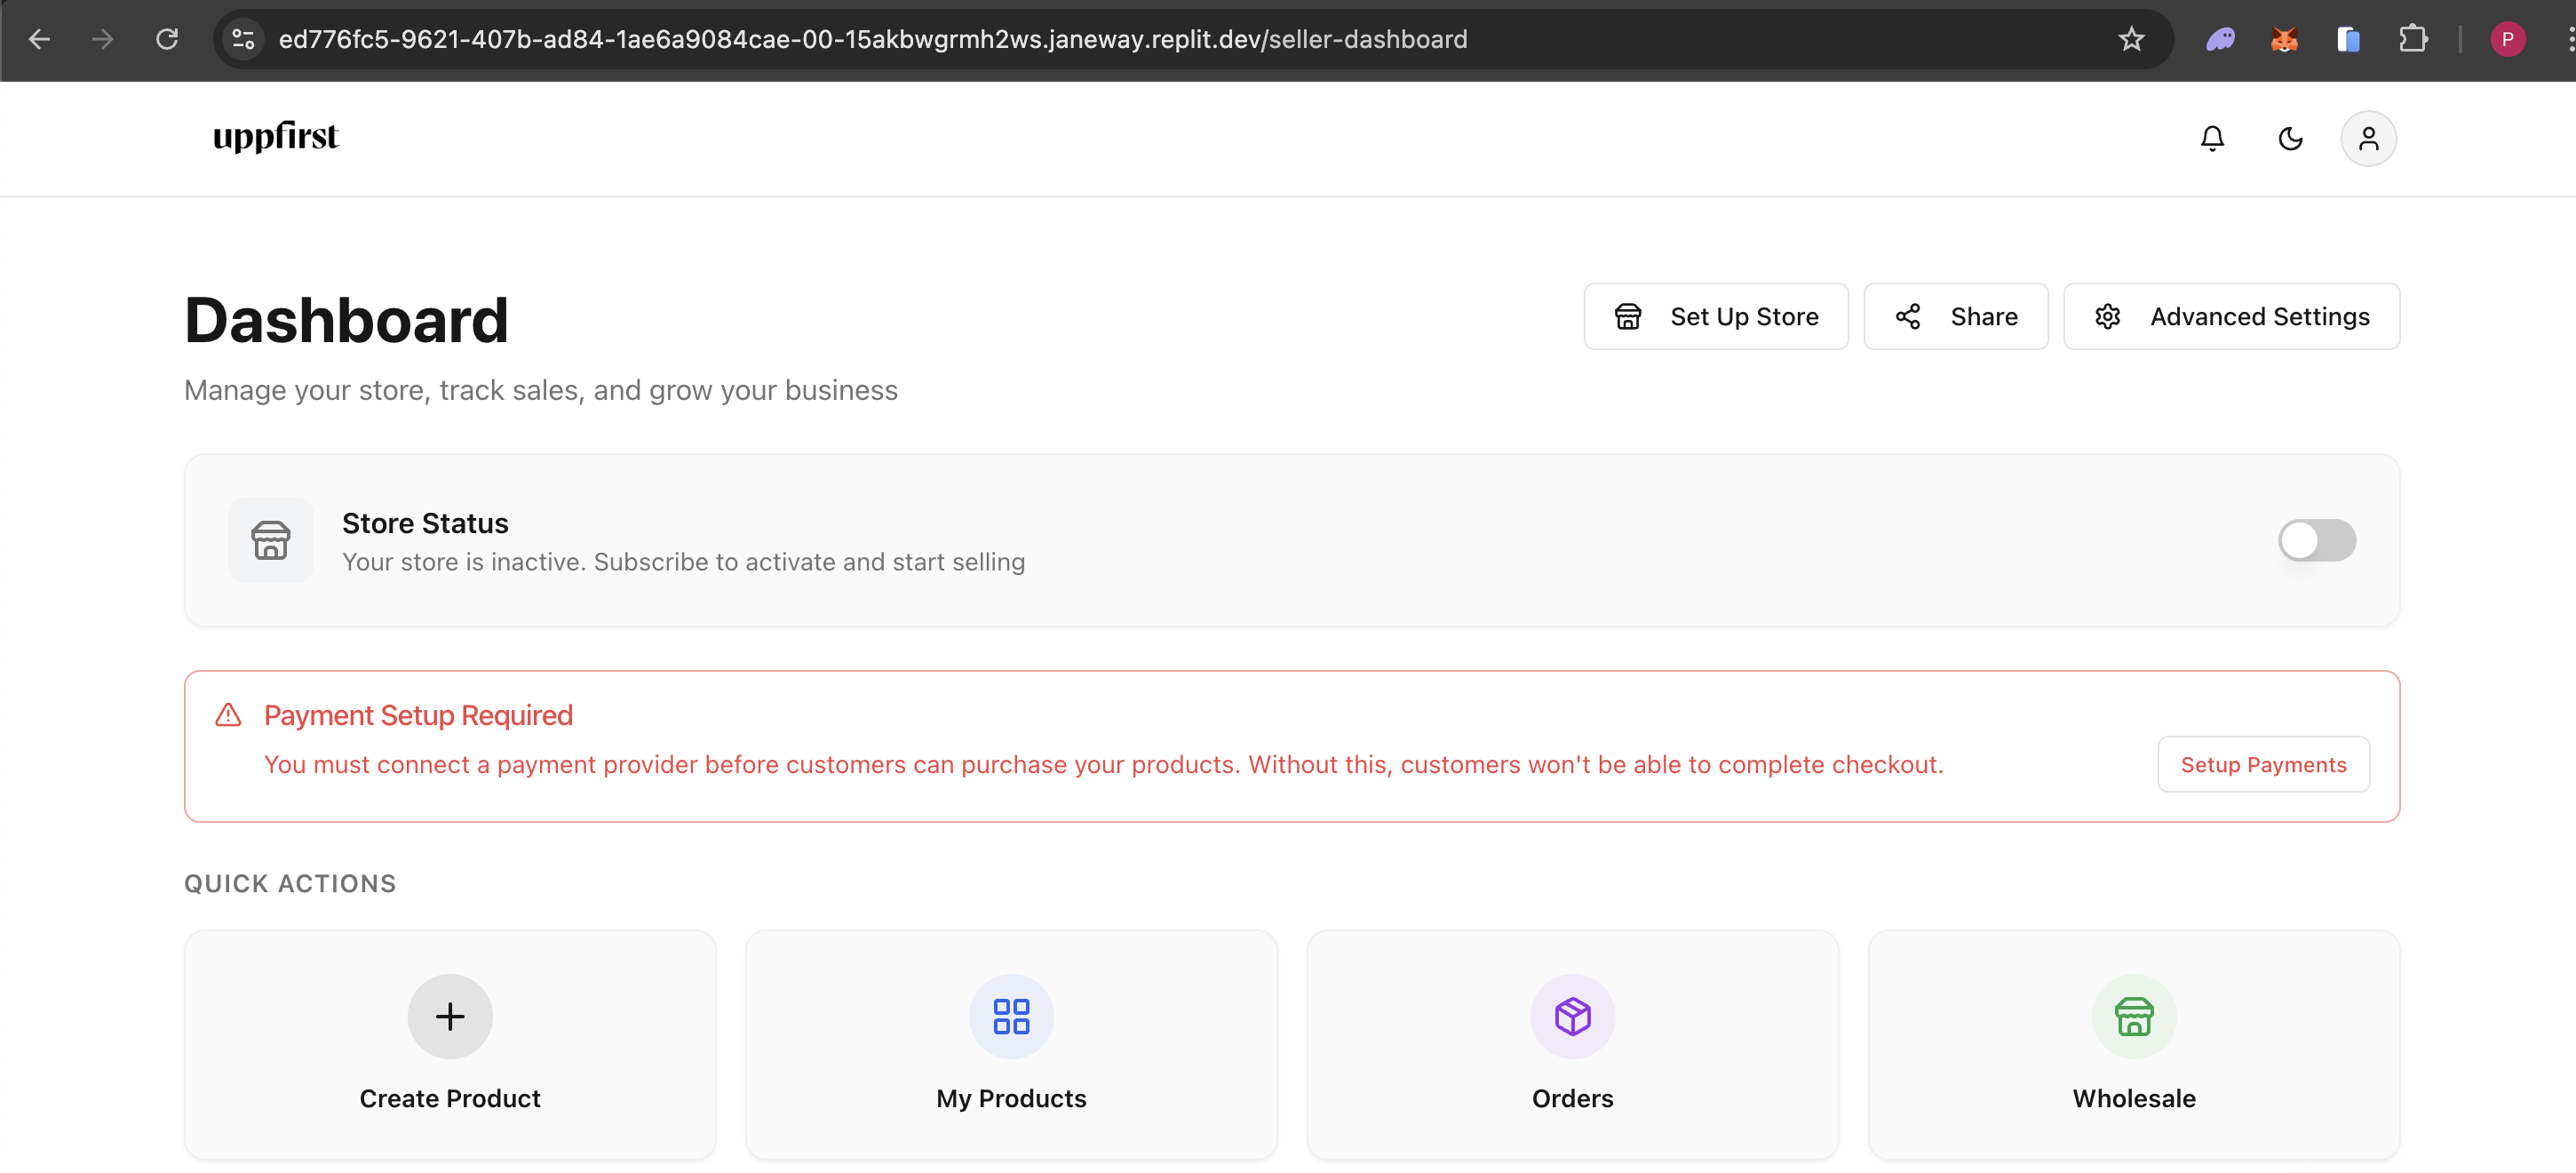 ed776fc5-9621-407b-ad84-1ae6a9084cae-00-15akbwgrmh2ws.janeway.replit.dev/seller-dashboard
P
uppfirst
Dashboard
Set Up Store
Share
Advanced Settings
Manage your store, track sales, and grow your business
Store Status
Your store is inactive. Subscribe to activate and start selling
Payment Setup Required
You must connect a payment provider before customers can purchase your products. Without this, customers won't be able to complete checkout.
Setup Payments
QUICK ACTIONS
Create Product
My Products
Orders
Wholesale